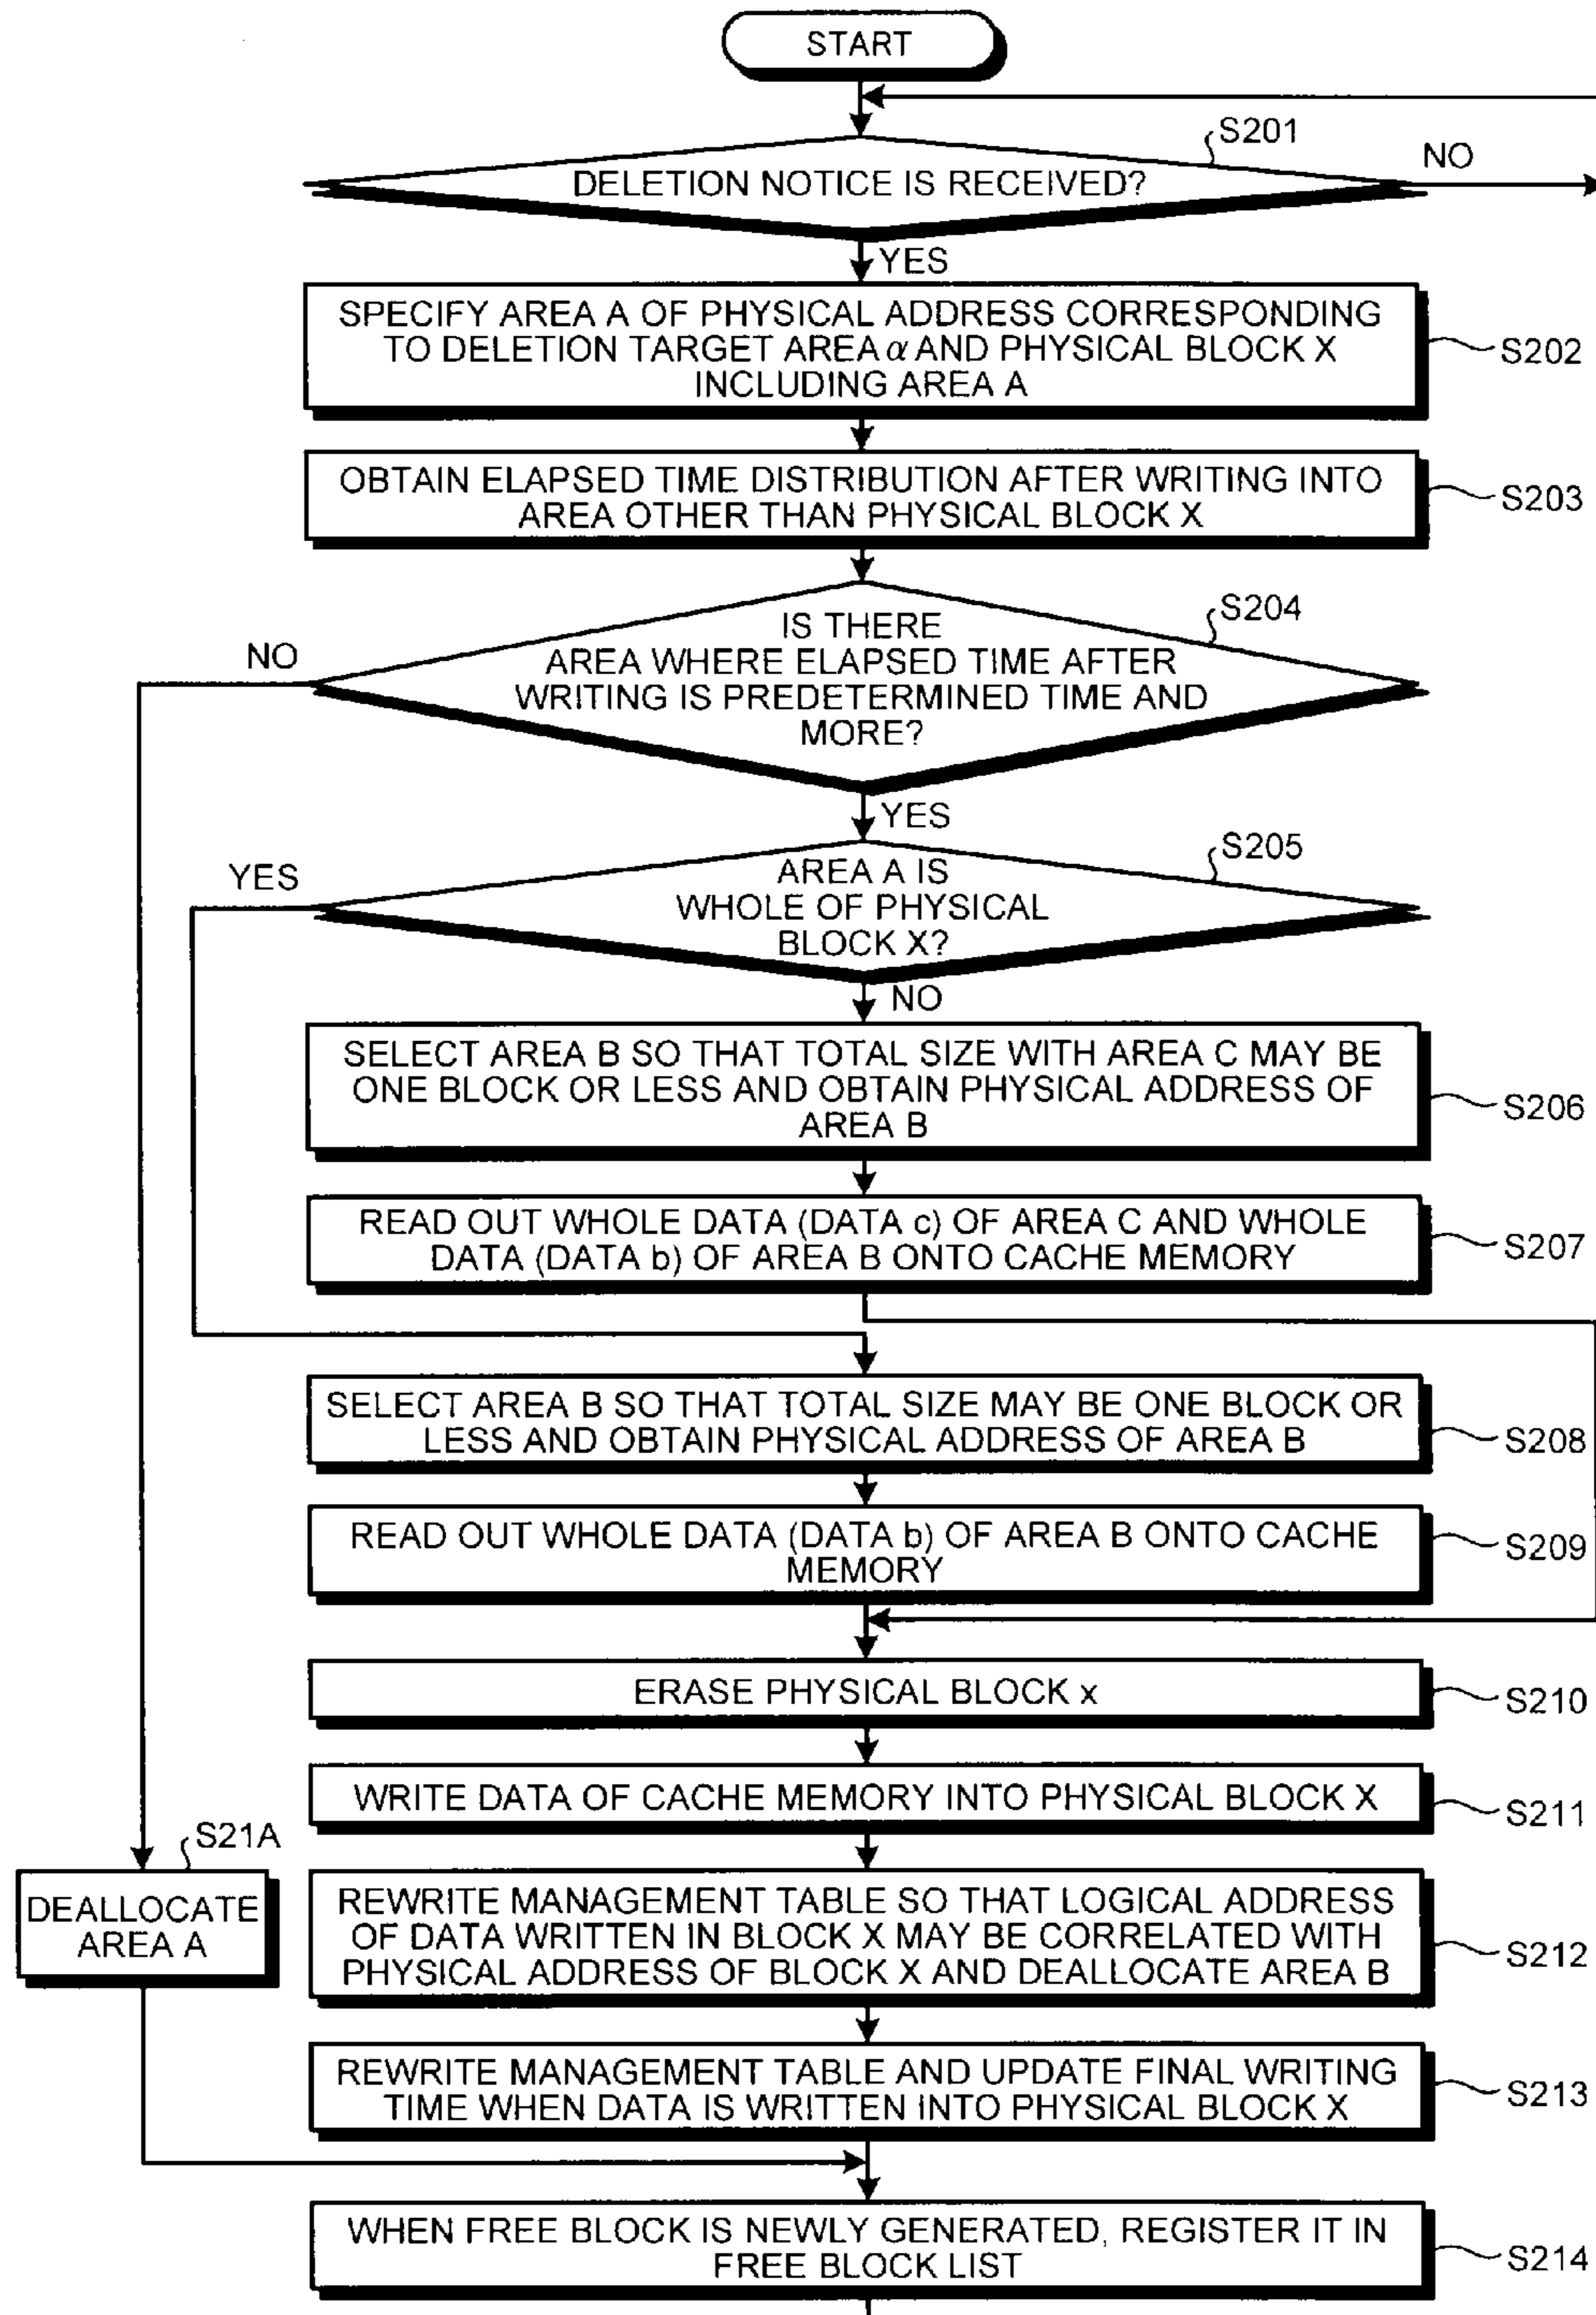 START
S201
NO
DELETION NOTICE IS RECEIVED?
YES
SPECIFY AREA A OF PHYSICAL ADDRESS CORRESPONDING
TO DELETION TARGET AREA α AND PHYSICAL BLOCK X
INCLUDING AREA A
S202
OBTAIN ELAPSED TIME DISTRIBUTION AFTER WRITING INTO
AREA OTHER THAN PHYSICAL BLOCK X
S203
S204
NO
IS THERE
AREA WHERE ELAPSED TIME AFTER
WRITING IS PREDETERMINED TIME AND
MORE?
YES
S205
YES
AREA A IS
WHOLE OF PHYSICAL
BLOCK X?
NO
SELECT AREA B SO THAT TOTAL SIZE WITH AREA C MAY BE
ONE BLOCK OR LESS AND OBTAIN PHYSICAL ADDRESS OF
AREA B
S206
READ OUT WHOLE DATA (DATA c) OF AREA C AND WHOLE
DATA (DATA b) OF AREA B ONTO CACHE MEMORY
S207
SELECT AREA B SO THAT TOTAL SIZE MAY BE ONE BLOCK OR
LESS AND OBTAIN PHYSICAL ADDRESS OF AREA B
S208
READ OUT WHOLE DATA (DATA b) OF AREA B ONTO CACHE
MEMORY
S209
ERASE PHYSICAL BLOCK x
S210
WRITE DATA OF CACHE MEMORY INTO PHYSICAL BLOCK X
S211
S21A
DEALLOCATE
AREA A
REWRITE MANAGEMENT TABLE SO THAT LOGICAL ADDRESS
OF DATA WRITTEN IN BLOCK X MAY BE CORRELATED WITH
PHYSICAL ADDRESS OF BLOCK X AND DEALLOCATE AREA B
S212
REWRITE MANAGEMENT TABLE AND UPDATE FINAL WRITING
TIME WHEN DATA IS WRITTEN INTO PHYSICAL BLOCK X
S213
WHEN FREE BLOCK IS NEWLY GENERATED, REGISTER IT IN
FREE BLOCK LIST
S214